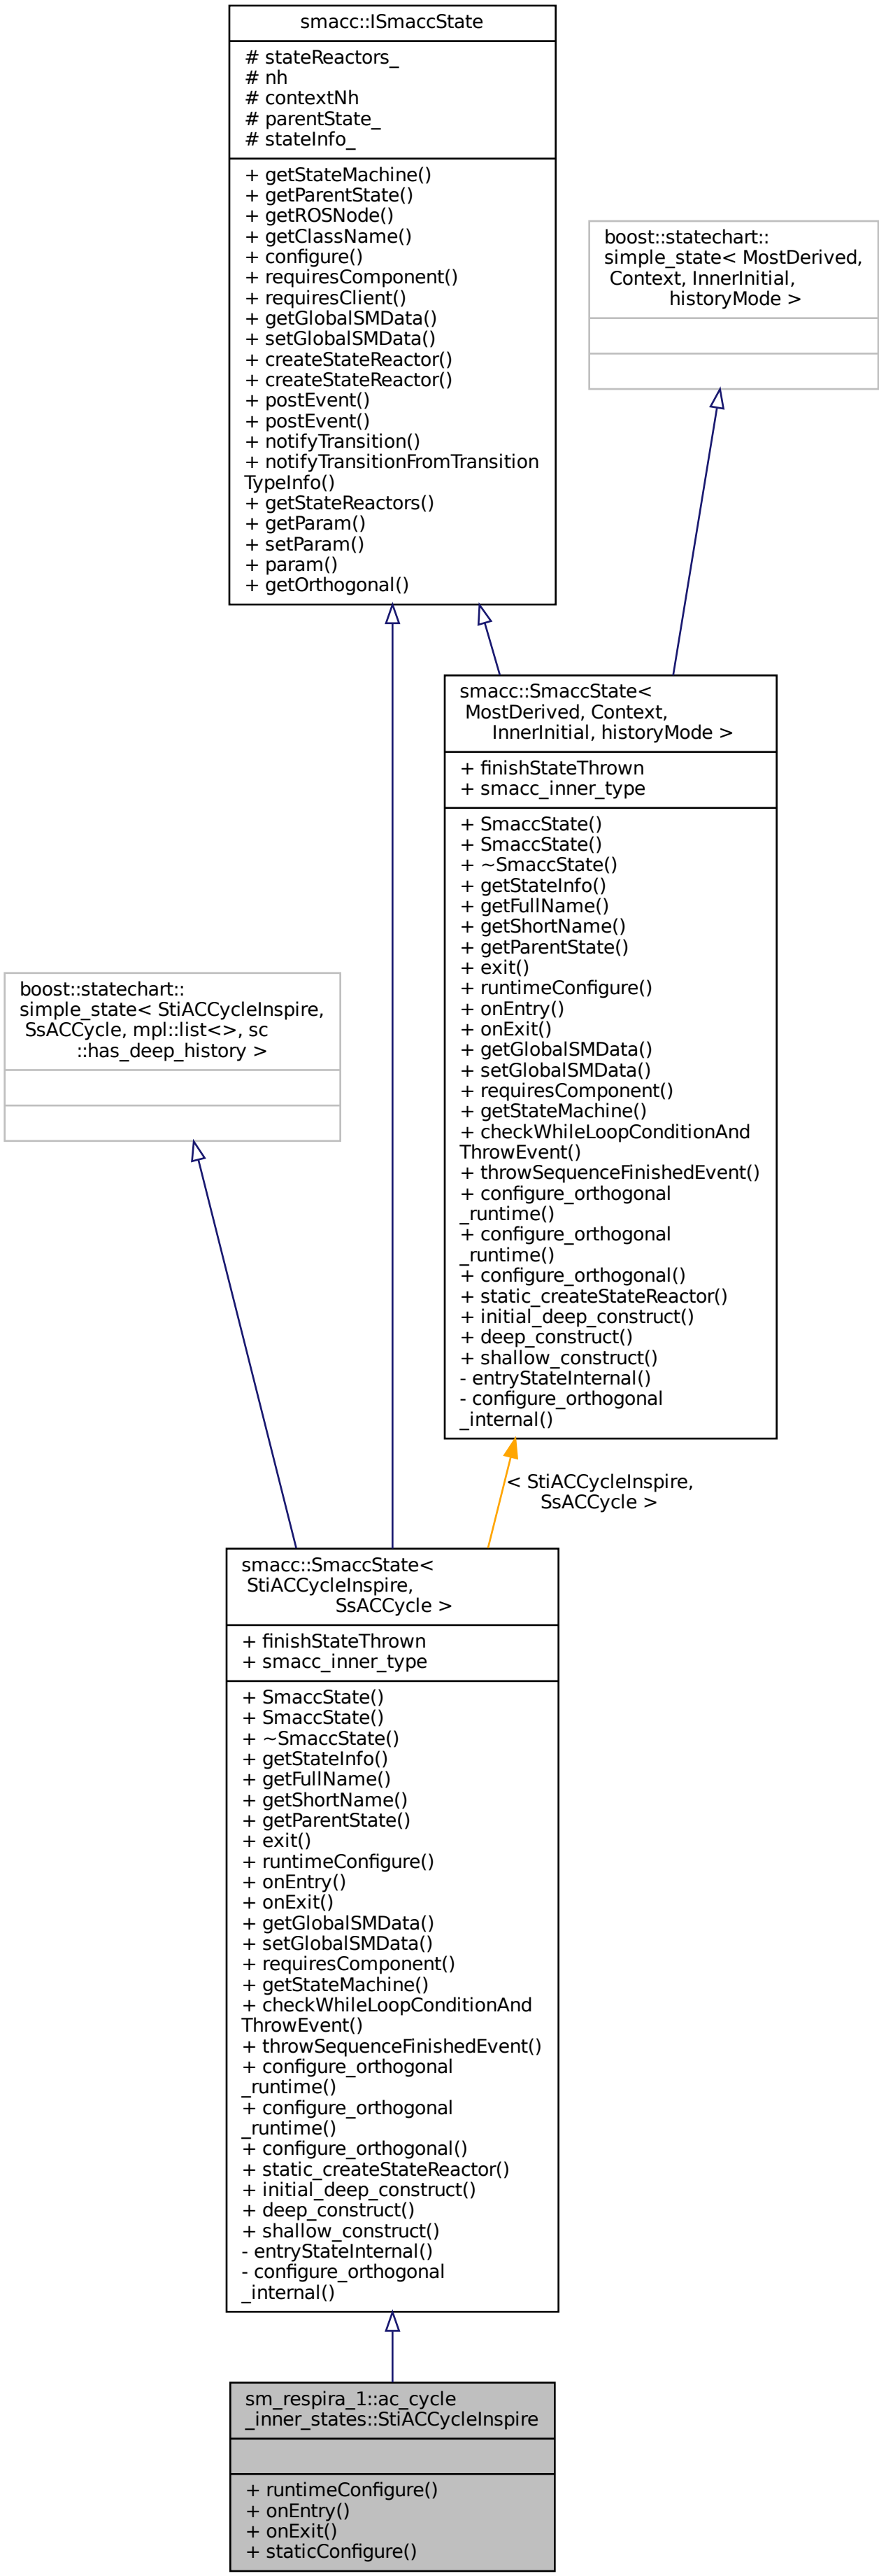 smacc::ISmaccState
# stateReactors_
# nh
# contextNh
# parentState_
# stateInfo_
+ getStateMachine()
+ getParentState()
+ getROSNode()
+ getClassName()
+ configure()
+ requiresComponent()
+ requiresClient()
+ getGlobalSMData()
+ setGlobalSMData()
+ createStateReactor()
+ createStateReactor()
+ postEvent()
+ postEvent()
+ notifyTransition()
+ notifyTransitionFromTransition
TypeInfo()
+ getStateReactors()
+ getParam()
+ setParam()
+ param()
+ getOrthogonal()
boost::statechart::
simple_state< MostDerived,
Context, InnerInitial,
historyMode >
smacc::SmaccState<
MostDerived, Context,
InnerInitial, historyMode >
+ finishStateThrown
+ smacc_inner_type
+ SmaccState()
+ SmaccState()
+ ~SmaccState()
+ getStateInfo()
+ getFullName()
+ getShortName()
+ getParentState()
+ exit()
+ runtimeConfigure()
+ onEntry()
+ onExit()
+ getGlobalSMData()
+ setGlobalSMData()
+ requiresComponent()
+ getStateMachine()
+ checkWhileLoopConditionAnd
ThrowEvent()
+ throwSequenceFinishedEvent()
+ configure_orthogonal
_runtime()
+ configure_orthogonal
_runtime()
+ configure_orthogonal()
+ static_createStateReactor()
+ initial_deep_construct()
+ deep_construct()
+ shallow_construct()
- entryStateInternal()
- configure_orthogonal
_internal()
boost::statechart::
simple_state< StiACCycleInspire,
SsACCycle, mpl::list<>, sc
::has_deep_history >
< StiACCycleInspire,
SsACCycle >
smacc::SmaccState<
StiACCycleInspire,
SsACCycle >
+ finishStateThrown
+ smacc_inner_type
+ SmaccState()
+ SmaccState()
+ ~SmaccState()
+ getStateInfo()
+ getFullName()
+ getShortName()
+ getParentState()
+ exit()
+ runtimeConfigure()
+ onEntry()
+ onExit()
+ getGlobalSMData()
+ setGlobalSMData()
+ requiresComponent()
+ getStateMachine()
+ checkWhileLoopConditionAnd
ThrowEvent()
+ throwSequenceFinishedEvent()
+ configure_orthogonal
_runtime()
+ configure_orthogonal
_runtime()
+ configure_orthogonal()
+ static_createStateReactor()
+ initial_deep_construct()
+ deep_construct()
+ shallow_construct()
- entryStateInternal()
- configure_orthogonal
_internal()
sm_respira_1::ac_cycle
_inner_states::StiACCycleInspire
+ runtimeConfigure()
+ onEntry()
+ onExit()
+ staticConfigure()